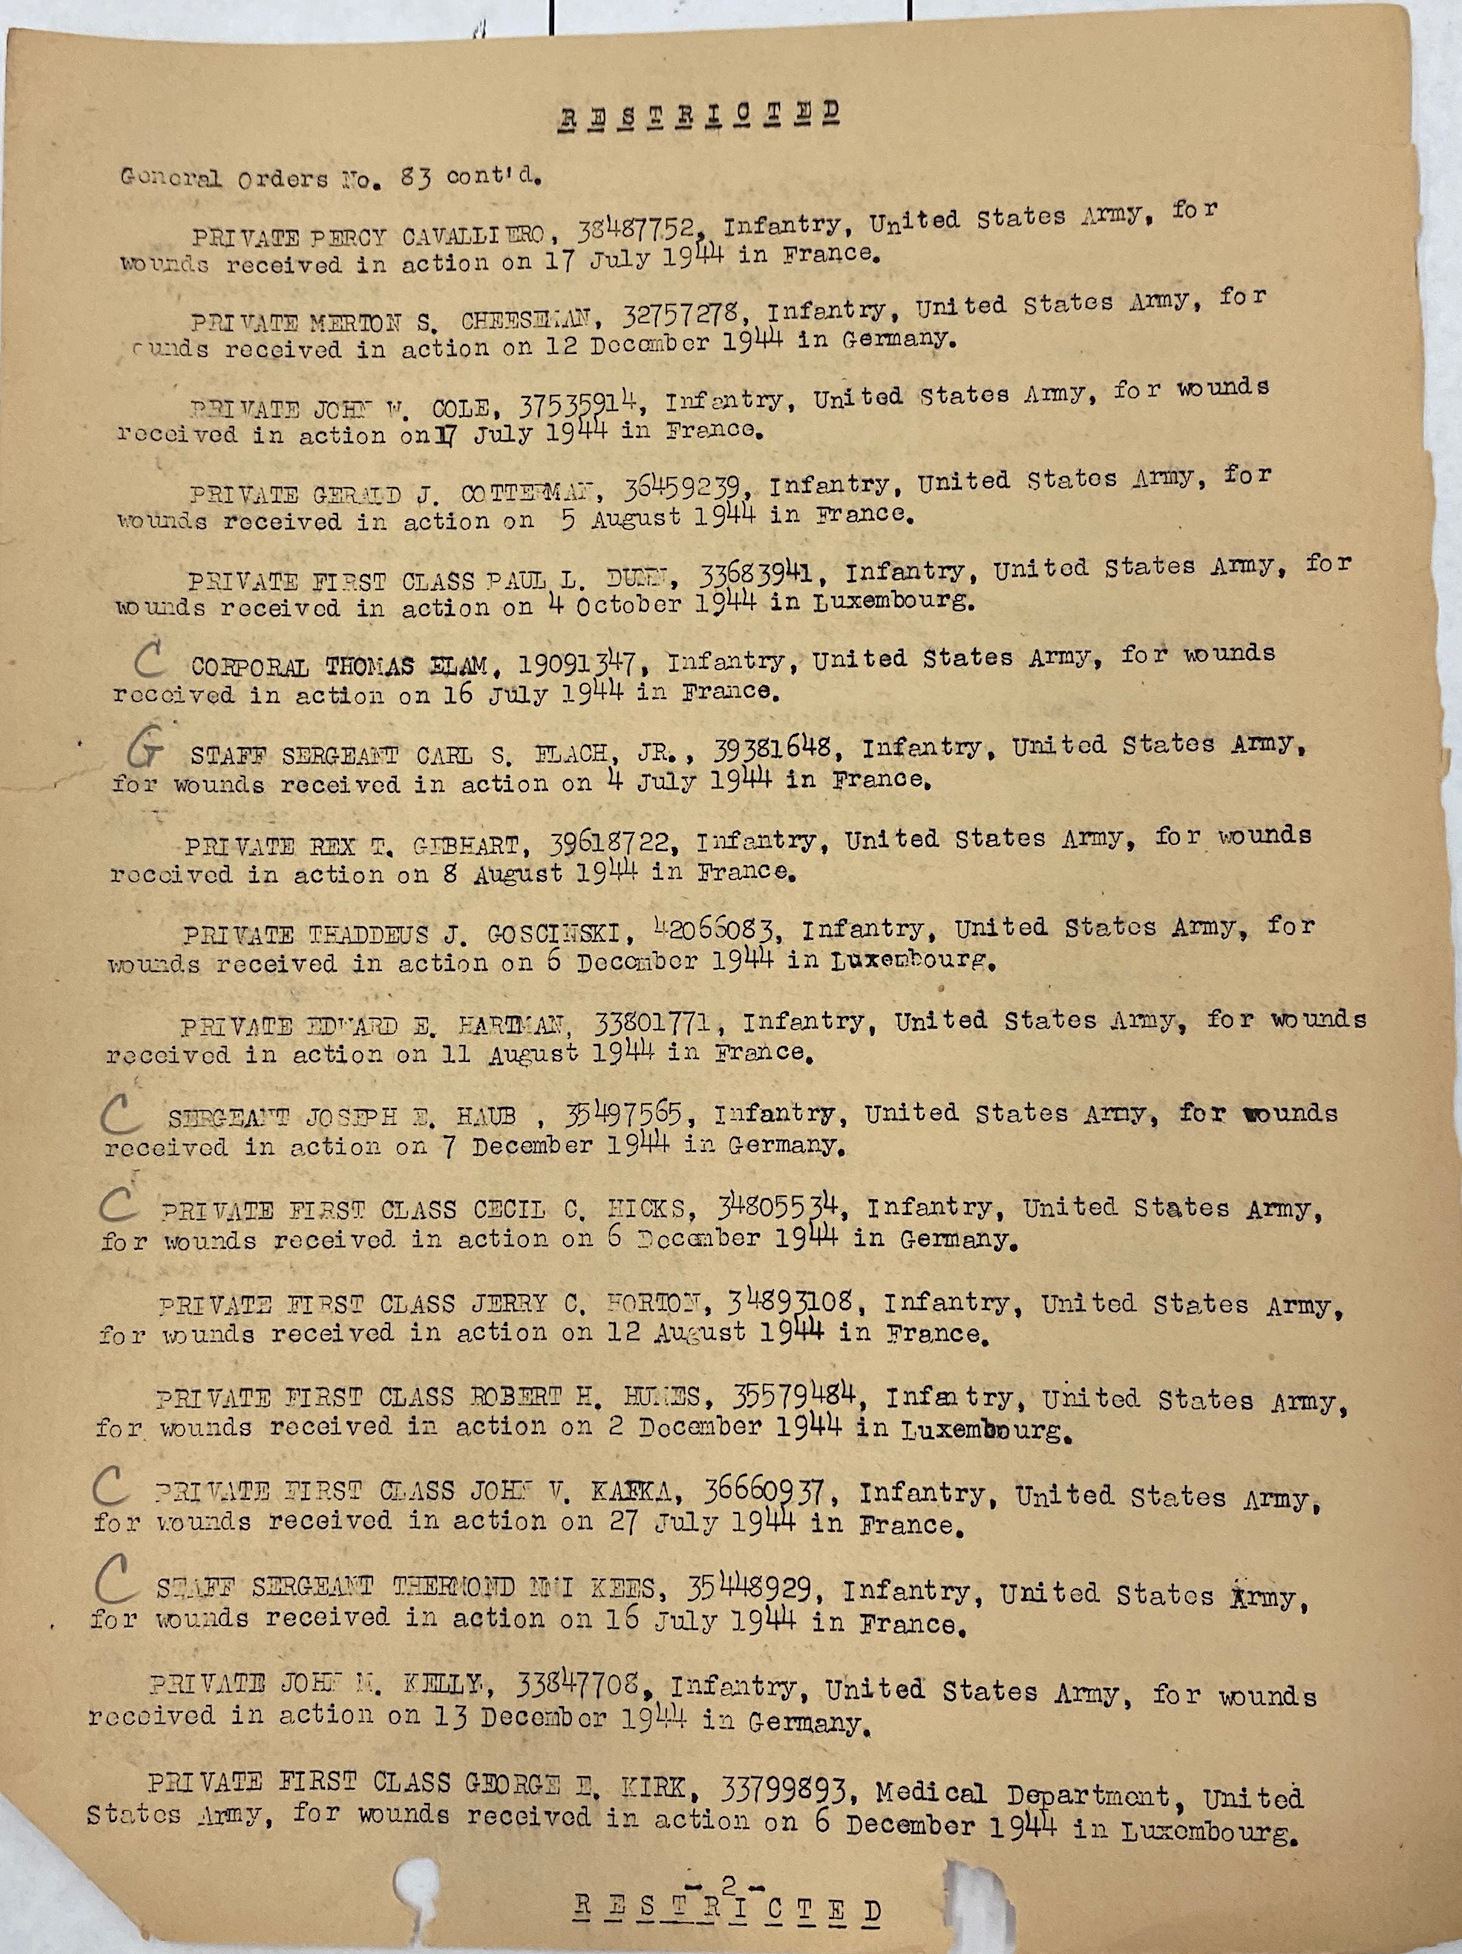 RESTRICTED
General Orders No. 83 cont'd.
PRIVATE PERCY CAVALLIERO, 38487752, Infantry, United States Army, for
wounds received in action on 17 July 1944 in France.
PRIVATE MERTON S. CHEESEMAN, 32757278, Infantry, United States Army, for
ounds received in action on 12 December 1944 in Germany.
PRIVATE JOHN W. COLE, 37535914, Infantry, United States Army, for wounds
received in action on17 July 1944 in France.
PRIVATE GERALD J. COTTERMAN, 36459239, Infantry, United States Army, for
wounds received in action on 5 August 1944 in France.
PRIVATE FIRST CLASS PAUL L. DUNN, 33683941, Infantry, United States Army, for
wounds received in action on 4 October 1944 in Luxembourg.
C CORPORAL THOMAS ELAM, 19091347, Infantry, United States Army, for wounds
received in action on 16 July 1944 in France.
G STAFF SERGEANT CARL S. FLACH, JR., 39381648, Infantry, United States Army,
for wounds received in action on 4 July 1944 in France.
PRIVATE REX T. GEBHART, 39618722, Infantry, United States Army, for wounds
received in action on 8 August 1944 in France.
PRIVATE THADDEUS J. GOSCINSKI, 42066083, Infantry, United States Army, for
wounds received in action on 6 December 1944 in Luxembourg.
PRIVATE EDWARD E. HARTMAN, 33801771, Infantry, United States Army, for wounds
received in action on 11 August 1944 in France.
C SERGEANT JOSEPH E. HAUB , 35497565, Infantry, United States Army, for wounds
received in action on 7 December 1944 in Germany.
C PRIVATE FIRST CLASS CECIL C. HICKS, 34805534, Infantry, United States Army,
for wounds received in action on 6 December 1944 in Germany.
PRIVATE FIRST CLASS JERRY C. HORTON, 34893108, Infantry, United States Army,
for wounds received in action on 12 August 1944 in France.
PRIVATE FIRST CLASS ROBERT H. HUMES, 35579484, Infantry, United States Army,
for wounds received in action on 2 December 1944 in Luxembourg.
C PRIVATE FIRST CLASS JOHN V. KAFKA, 36660937, Infantry, United States Army,
for wounds received in action on 27 July 1944 in France.
C STAFF SERGEANT THERMOND NMI KEES, 35448929, Infantry, United States Army,
for wounds received in action on 16 July 1944 in France.
PRIVATE JOHN M. KELLY, 33847708, Infantry, United States Army, for wounds
received in action on 13 December 1944 in Germany.
PRIVATE FIRST CLASS GEORGE E. KIRK, 33799893, Medical Department, United
States Army, for wounds received in action on 6 December 1944 in Luxembourg.
-2-
RESTRICTED